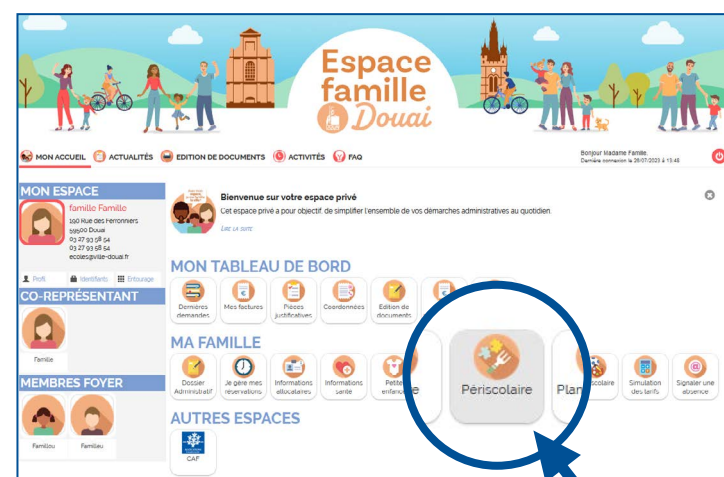 Espace
famille
Douai
MON ACCUEIL
ACTUALITÉS
EDITION DE DOCUMENTS
ACTIVITÉS
FAQ
Bonjour Madame Famille.
Dernière connexion le 28/07/2023 à 13:48
MON ESPACE
famille Famille
190 Rue des Ferronniers
59500 Douai
03 27 93 58 54
03 27 93 58 54
ecoles@ville-douai.fr
Profil
Identifiants
Entourage
CO-REPRÉSENTANT
Famille
MEMBRES FOYER
Famillou
Familieu
Bienvenue sur votre espace privé
Cet espace privé a pour objectif de simplifier l'ensemble de vos démarches administratives au quotidien.
LIRE LA SUITE
MON TABLEAU DE BORD
Dernières demandes
Mes factures
Pièces justificatives
Coordonnées
Edition de documents
MA FAMILLE
Dossier Administratif
Je gère mes réservations
Informations allocataires
Informations santé
Petite enfance
Périscolaire
Plan
scolaire
Simulation des tarifs
Signaler une absence
AUTRES ESPACES
CAF